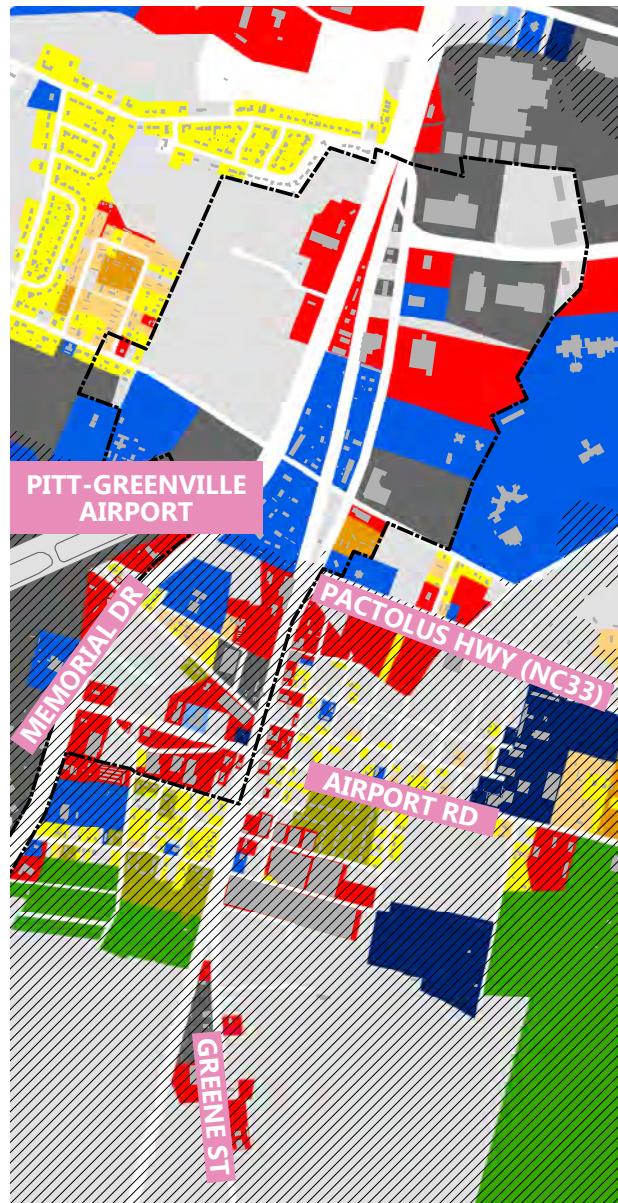 PITT-GREENVILLE
AIRPORT
MEMORIAL DR
PACTOLUS HWY (NC33)
AIRPORT RD
GREENE ST